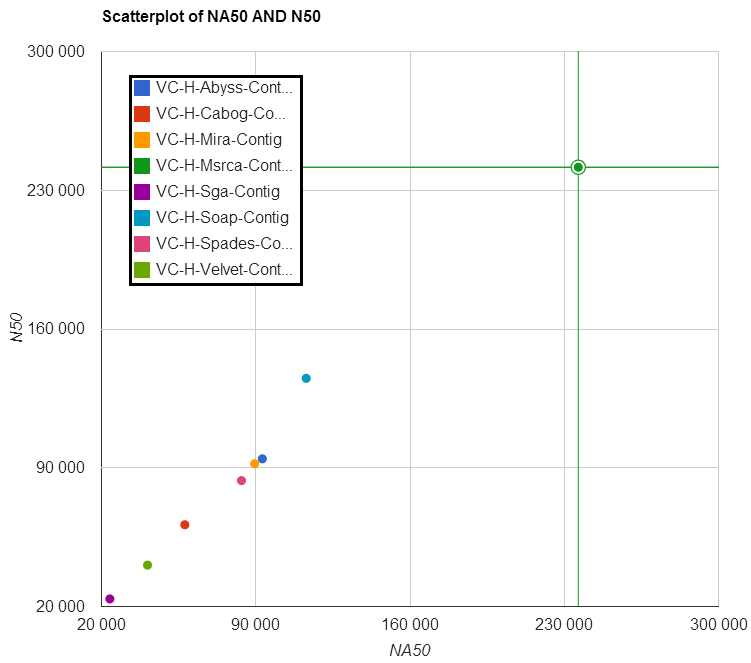 Scatterplot of NA50 AND N50
300 000
VC-H-Abyss-Cont...
VC-H-Cabog-Co...
VC-H-Mira-Contig
VC-H-Msrca-Cont...
VC-H-Sga-Contig
VC-H-Soap-Contig
VC-H-Spades-Co...
VC-H-Velvet-Cont...
230 000
N50
160 000
90 000
20 000
20 000 90 000 160 000 230 000 300 000
NA50